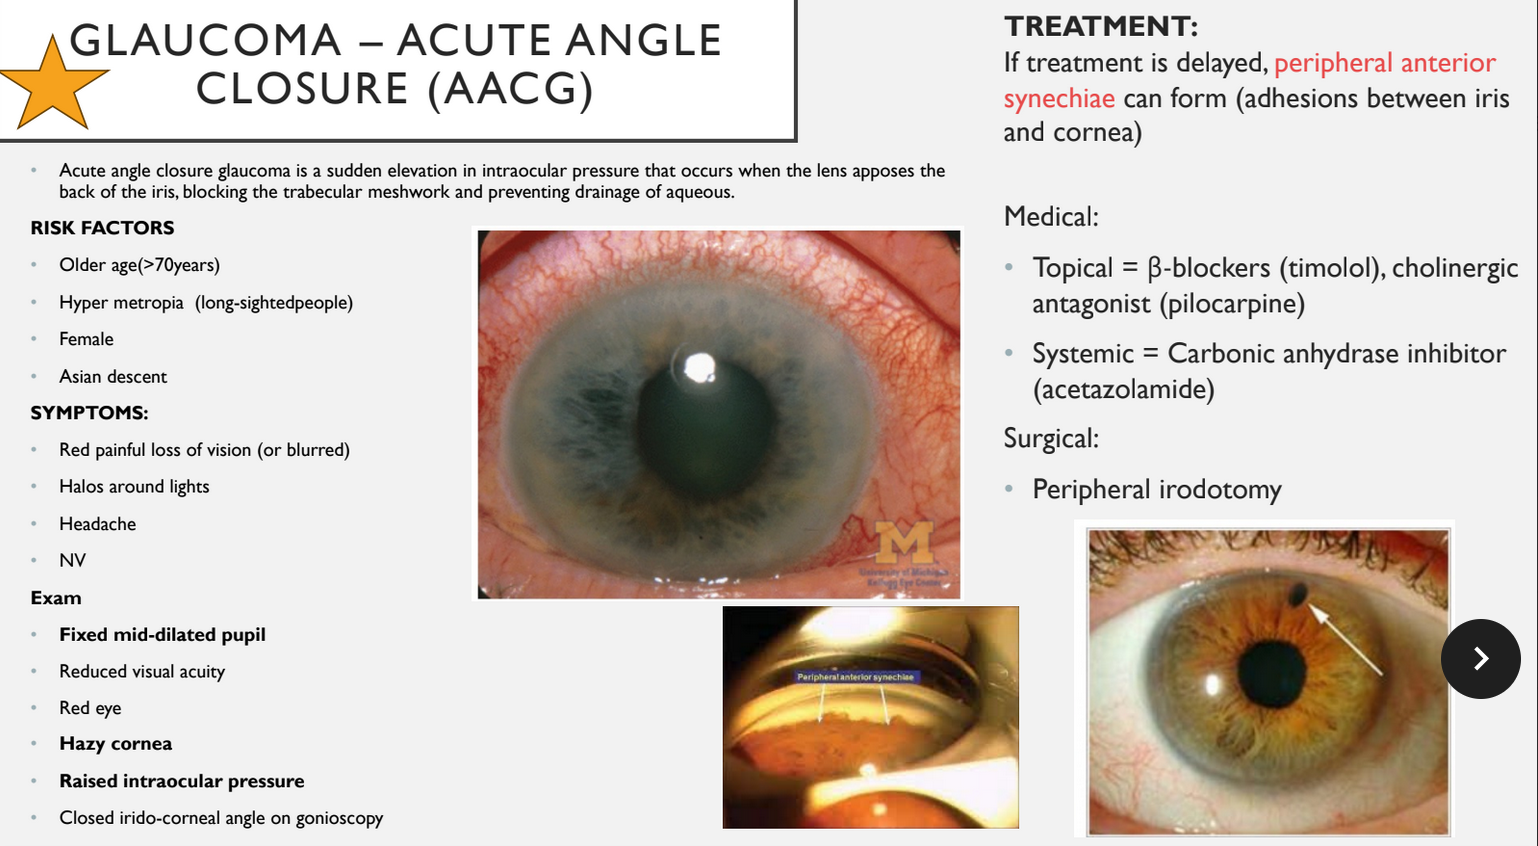 GLAUCOMA – ACUTE ANGLE
CLOSURE (AACG)
• Acute angle closure glaucoma is a sudden elevation in intraocular pressure that occurs when the lens apposes the
back of the iris, blocking the trabecular meshwork and preventing drainage of aqueous.
RISK FACTORS
• Older age(>70years)
• Hyper metropia (long-sightedpeople)
• Female
• Asian descent
SYMPTOMS:
• Red painful loss of vision (or blurred)
• Halos around lights
• Headache
• NV
Exam
• Fixed mid-dilated pupil
• Reduced visual acuity
• Red eye
• Hazy cornea
• Raised intraocular pressure
• Closed irido-corneal angle on gonioscopy
M
University of Michigan
Kellogg Eye Center
Peripheral anterior synechiae
TREATMENT:
If treatment is delayed, peripheral anterior
synechiae can form (adhesions between iris
and cornea)
Medical:
• Topical = β-blockers (timolol), cholinergic
antagonist (pilocarpine)
• Systemic = Carbonic anhydrase inhibitor
(acetazolamide)
Surgical:
• Peripheral irodotomy